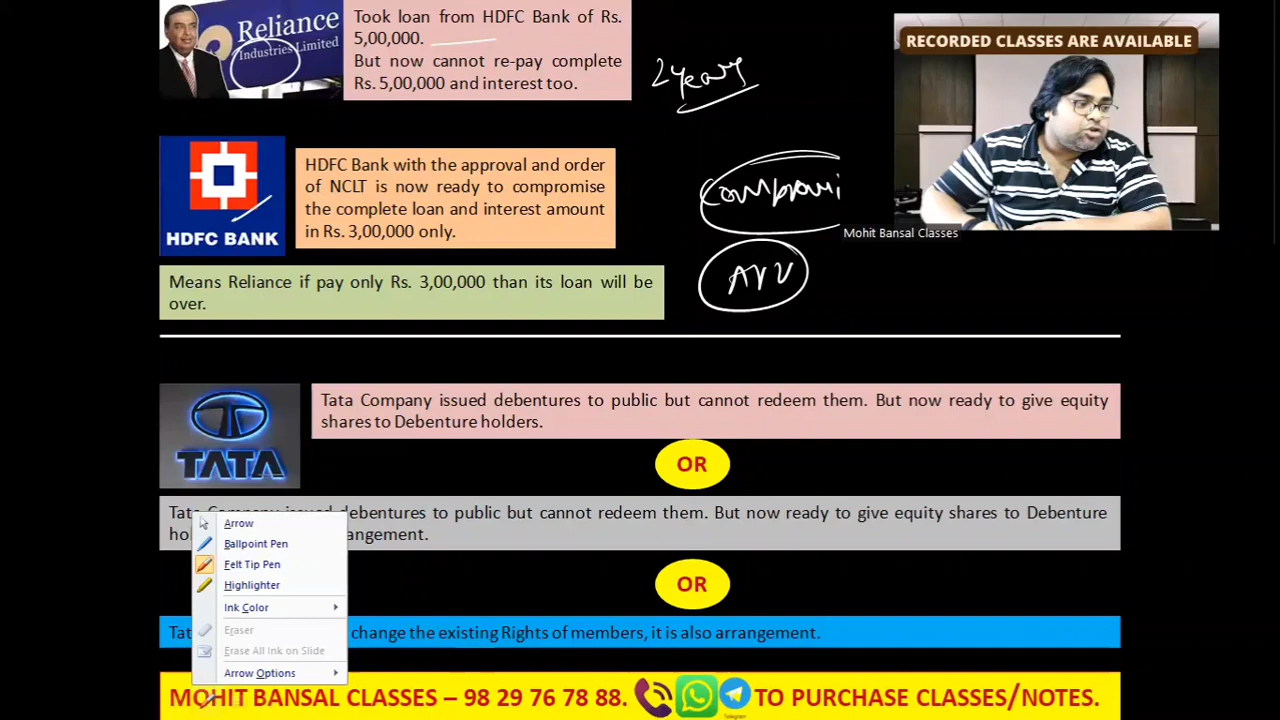 Reliance
Industries Limited
Took loan from HDFC Bank of Rs.
5,00,000.
But now cannot re-pay complete
Rs. 5,00,000 and interest too.
2 years
RECORDED CLASSES ARE AVAILABLE
Mohit Bansal Classes
HDFC BANK
HDFC Bank with the approval and order
of NCLT is now ready to compromise
the complete loan and interest amount
in Rs. 3,00,000 only.
Compromi
Means Reliance if pay only Rs. 3,00,000 than its loan will be
over.
TATA
Tata Company issued debentures to public but cannot redeem them. But now ready to give equity
shares to Debenture holders.
OR
debentures to public but cannot redeem them. But now ready to give equity shares to Debenture
OR
change the existing Rights of members, it is also arrangement.
Arrow
Ballpoint Pen
Felt Tip Pen
Highlighter
Ink Color
Eraser
Erase All Ink on Slide
Arrow Options
MOHIT BANSAL CLASSES – 98 29 76 78 88. TO PURCHASE CLASSES/NOTES.
Telegram